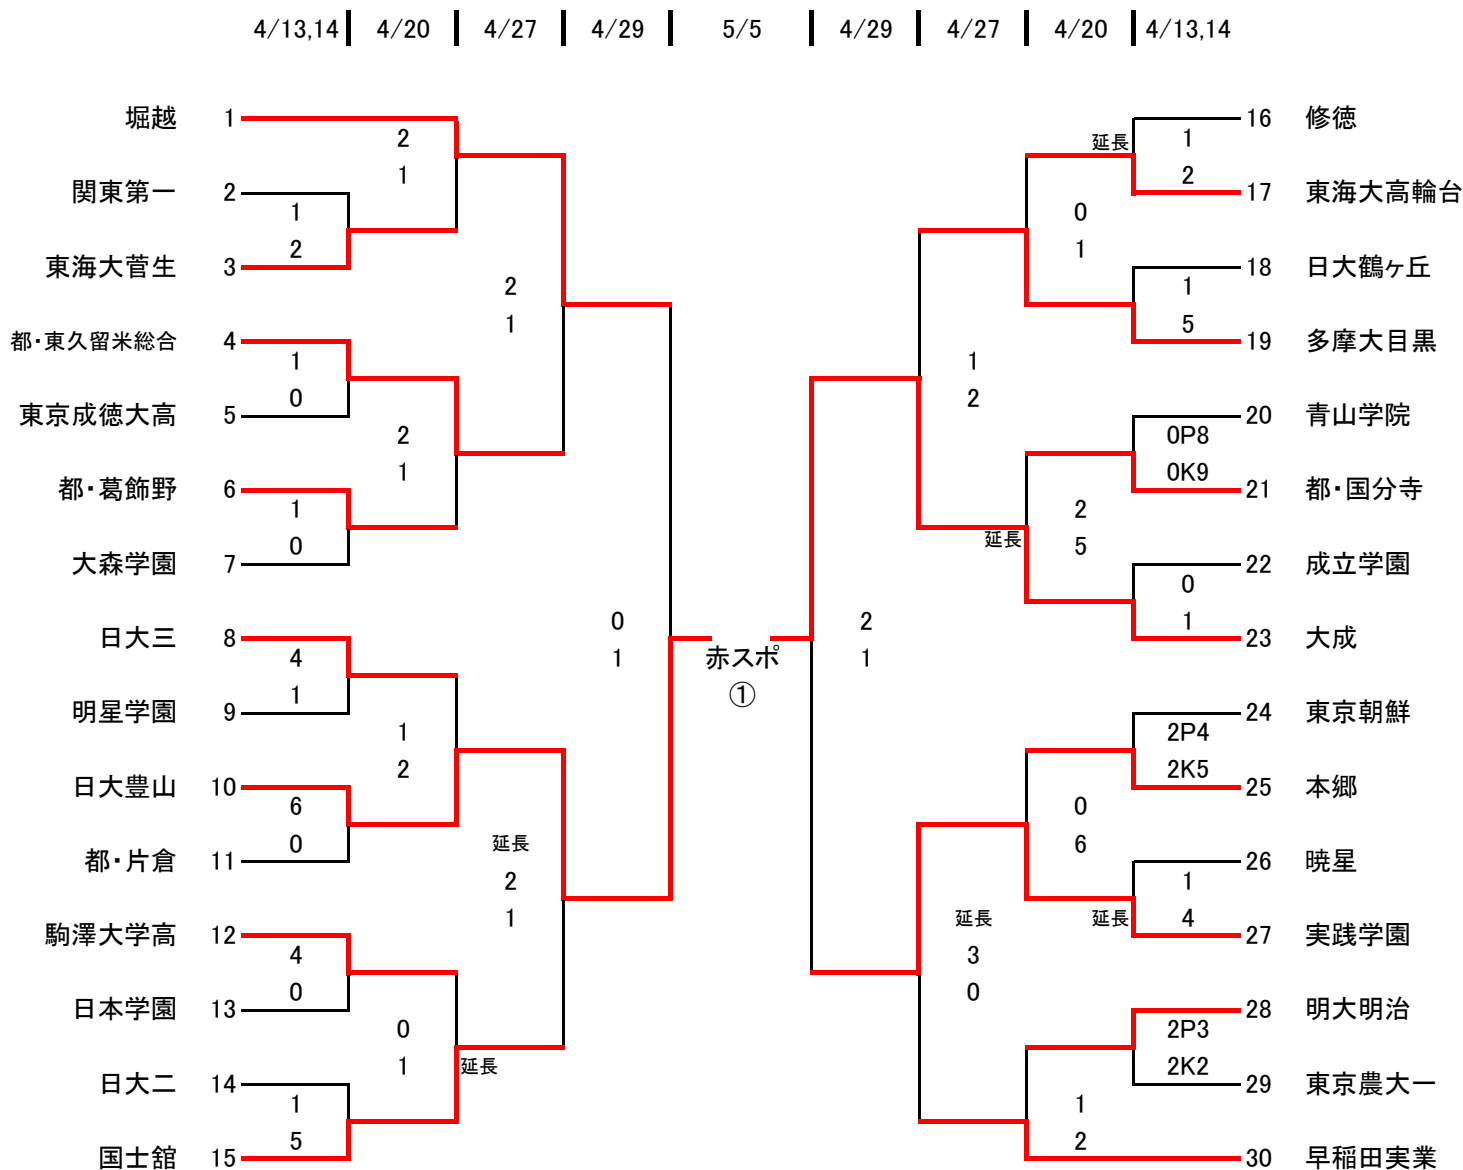 4/13,14 4/20 4/27 4/29 5/5 4/29 4/27 4/20 4/13,14
堀越 1
2
1
関東第一 2
1
2
東海大菅生 3
2
1
都・東久留米総合 4
1
0
東京成徳大高 5
2
1
都・葛飾野 6
1
0
大森学園 7
0
1
日大三 8
4
1
明星学園 9
1
2
日大豊山 10
6
0
都・片倉 11
延長
2
1
駒澤大学高 12
4
0
日本学園 13
0
1
延長
日大二 14
1
5
国士舘 15
赤スポ
①
16 修徳
延長
1
2
17 東海大高輪台
0
1
18 日大鶴ヶ丘
1
5
19 多摩大目黒
1
2
20 青山学院
0P8
0K9
21 都・国分寺
2
5
延長
22 成立学園
0
1
23 大成
2
1
24 東京朝鮮
2P4
2K5
25 本郷
0
6
26 暁星
1
4
延長
27 実践学園
延長
3
0
28 明大明治
2P3
2K2
29 東京農大一
1
2
30 早稲田実業